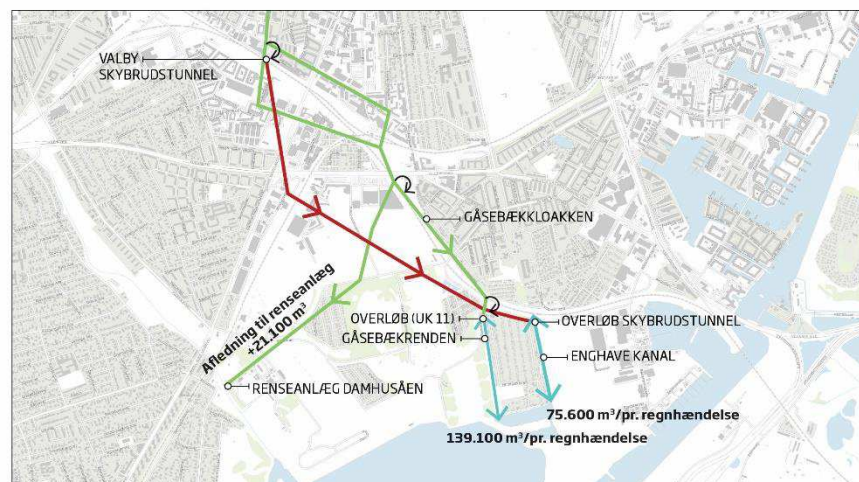 VALBY
SKYBRUDSTUNNEL
GÅSEBÆKKLOAKKEN
Afledning til renseanlæg
+21.100 m³
OVERLØB (UK 11)
GÅSEBÆKRENDEN
OVERLØB SKYBRUDSTUNNEL
ENGHAVE KANAL
RENSEANLÆG DAMHUSÅEN
75.600 m³/pr. regnhændelse
139.100 m³/pr. regnhændelse